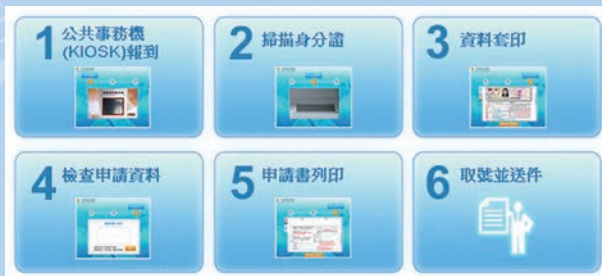 1 公共事務機
(KIOSK)報到
2 掃描身分證
3 資料套印
4 檢查申請資料
5 申請書列印
6 取號並送件